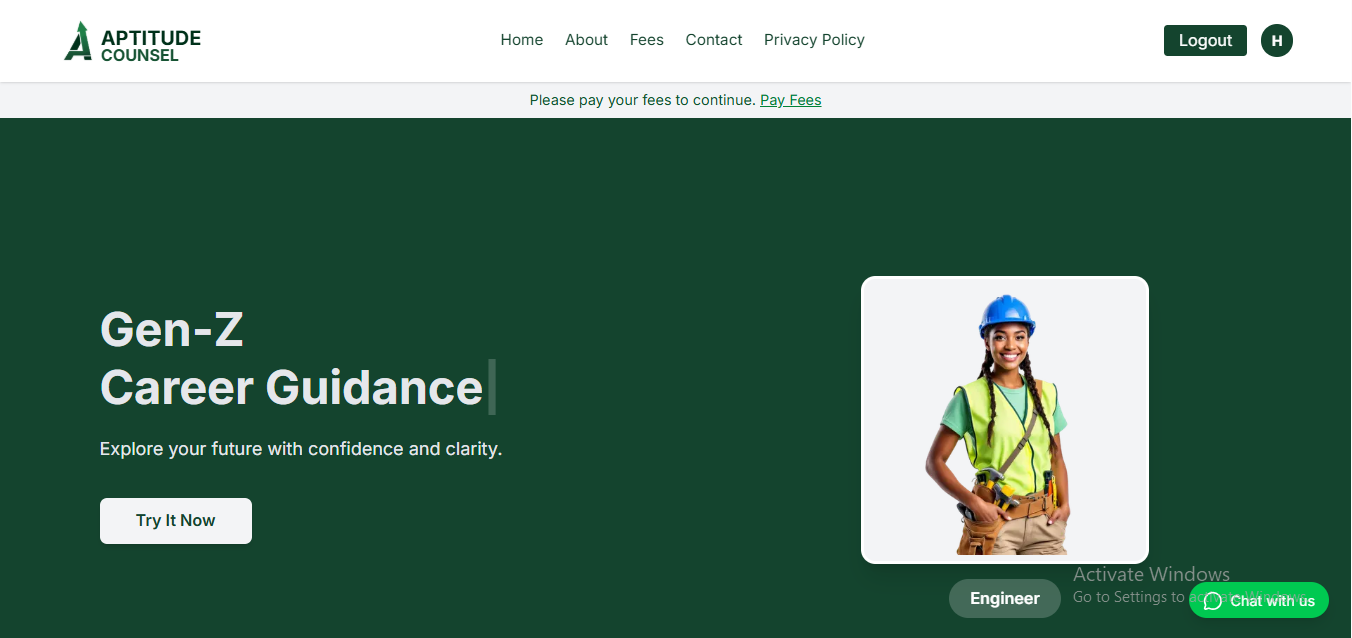 APTITUDE
COUNSEL
Home About Fees Contact Privacy Policy
Logout
H
Please pay your fees to continue. Pay Fees
Gen-Z
Career Guidance
Explore your future with confidence and clarity.
Try It Now
Engineer
Activate Windows
Go to Settings to activate Windows.
Chat with us